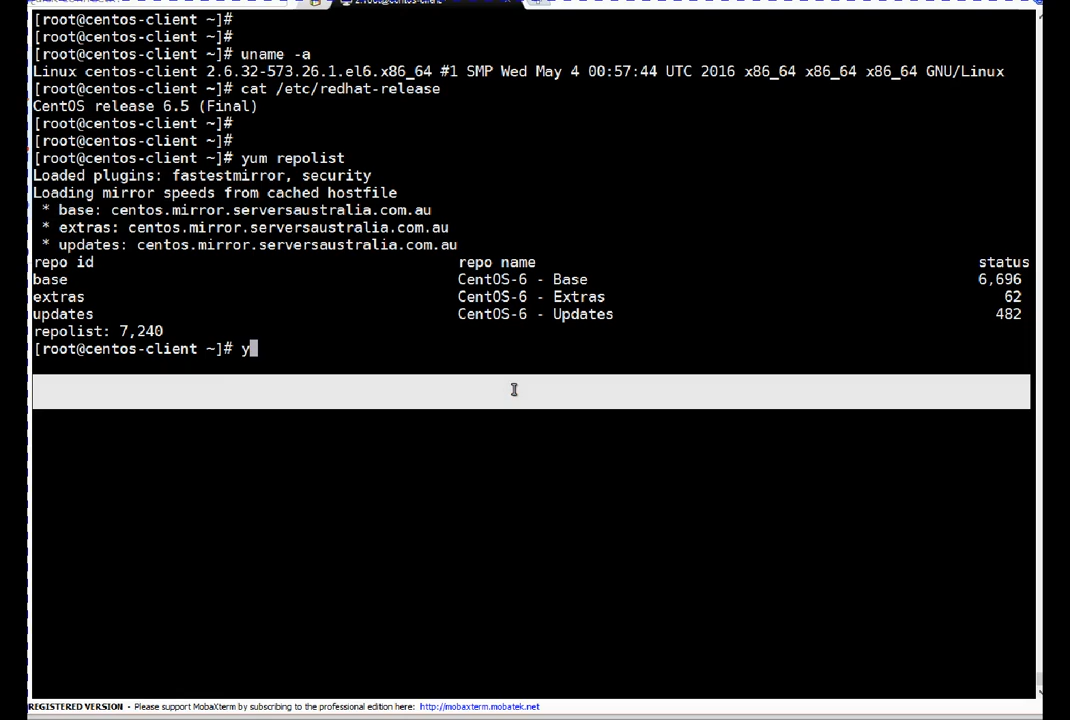 [root@centos-client ~]#
[root@centos-client ~]#
[root@centos-client ~]# uname -a
Linux centos-client 2.6.32-573.26.1.el6.x86_64 #1 SMP Wed May 4 00:57:44 UTC 2016 x86_64 x86_64 x86_64 GNU/Linux
[root@centos-client ~]# cat /etc/redhat-release
CentOS release 6.5 (Final)
[root@centos-client ~]#
[root@centos-client ~]#
[root@centos-client ~]# yum repolist
Loaded plugins: fastestmirror, security
Loading mirror speeds from cached hostfile
* base: centos.mirror.serversaustralia.com.au
* extras: centos.mirror.serversaustralia.com.au
* updates: centos.mirror.serversaustralia.com.au
repo id repo name status
base CentOS-6 - Base 6,696
extras CentOS-6 - Extras 62
updates CentOS-6 - Updates 482
repolist: 7,240
[root@centos-client ~]# y
REGISTERED VERSION - Please support MobaXterm by subscribing to the professional edition here: http://mobaxterm.mobatek.net